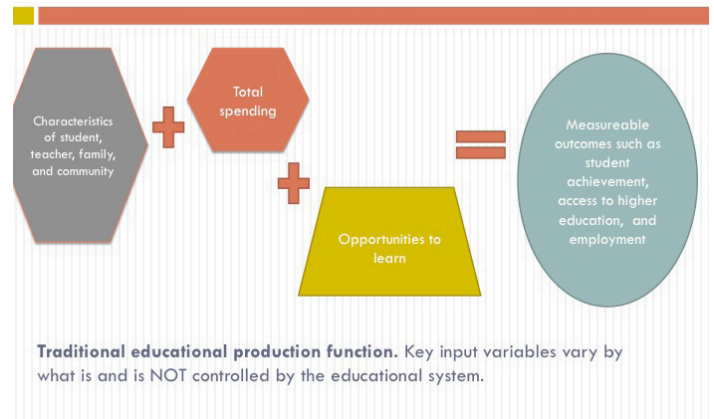 Characteristics
of student,
teacher, family,
and community
Total
spending
Opportunities to
learn
Measureable
outcomes such as
student
achievement,
access to higher
education, and
employment
Traditional educational production function. Key input variables vary by
what is and is NOT controlled by the educational system.